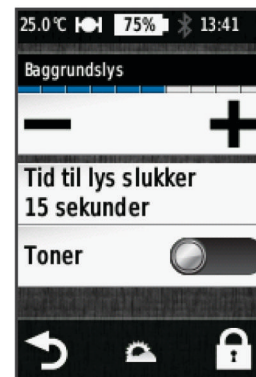 25.0°C 75% 13:41
Baggrundslys
Tid til lys slukker
15 sekunder
Toner